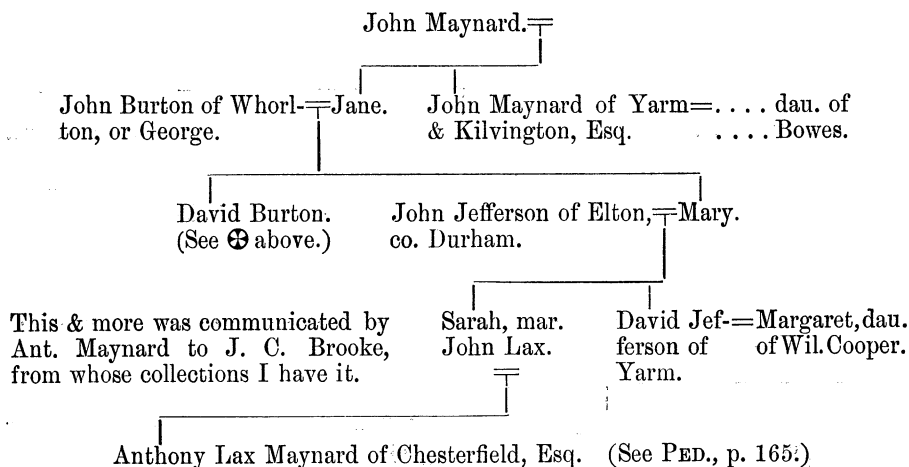 John Maynard.
John Burton of Whorl-
ton, or George.
Jane.
John Maynard of Yarm
& Kilvington, Esq.
.... dau. of
.... Bowes.
David Burton.
(See ✠ above.)
John Jefferson of Elton,
co. Durham.
Mary.
This & more was communicated by
Ant. Maynard to J. C. Brooke,
from whose collections I have it.
Sarah, mar.
John Lax.
David Jef-
ferson of
Yarm.
Margaret, dau.
of Wil. Cooper.
Anthony Lax Maynard of Chesterfield, Esq. (See PED., p. 165.)